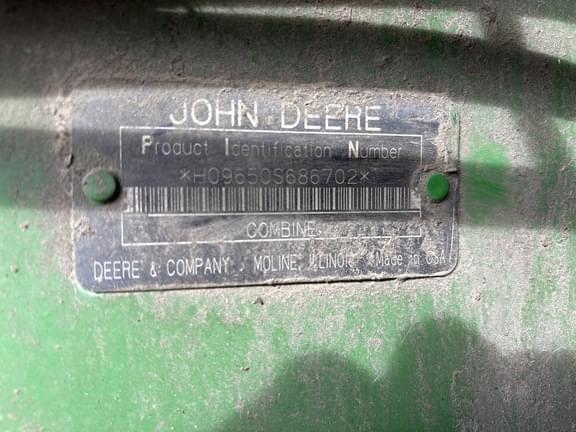 JOHN DEERE
Product Identification Number
*H09650S686702*
COMBINE
DEERE & COMPANY MOLINE, ILLINOIS Made in USA